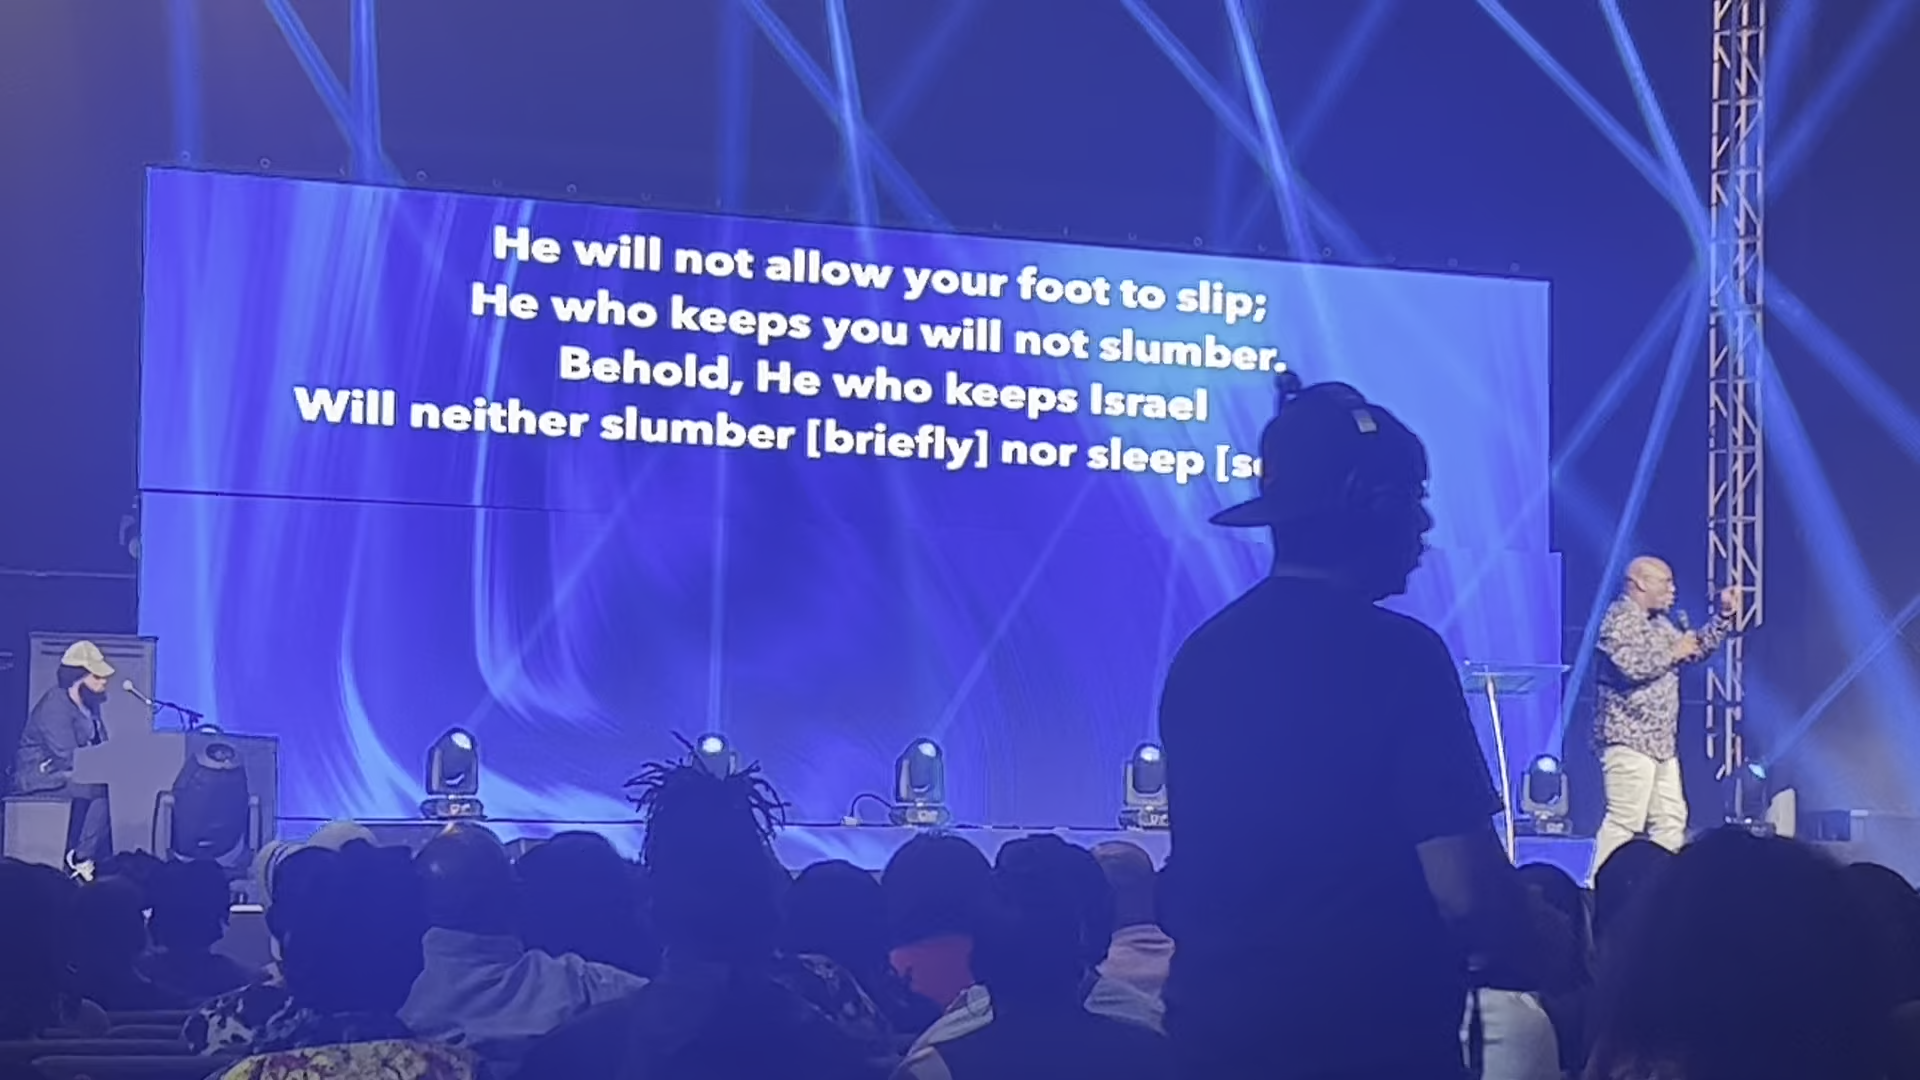 He will not allow your foot to slip;
He who keeps you will not slumber.
Behold, He who keeps Israel
Will neither slumber [briefly] nor sleep